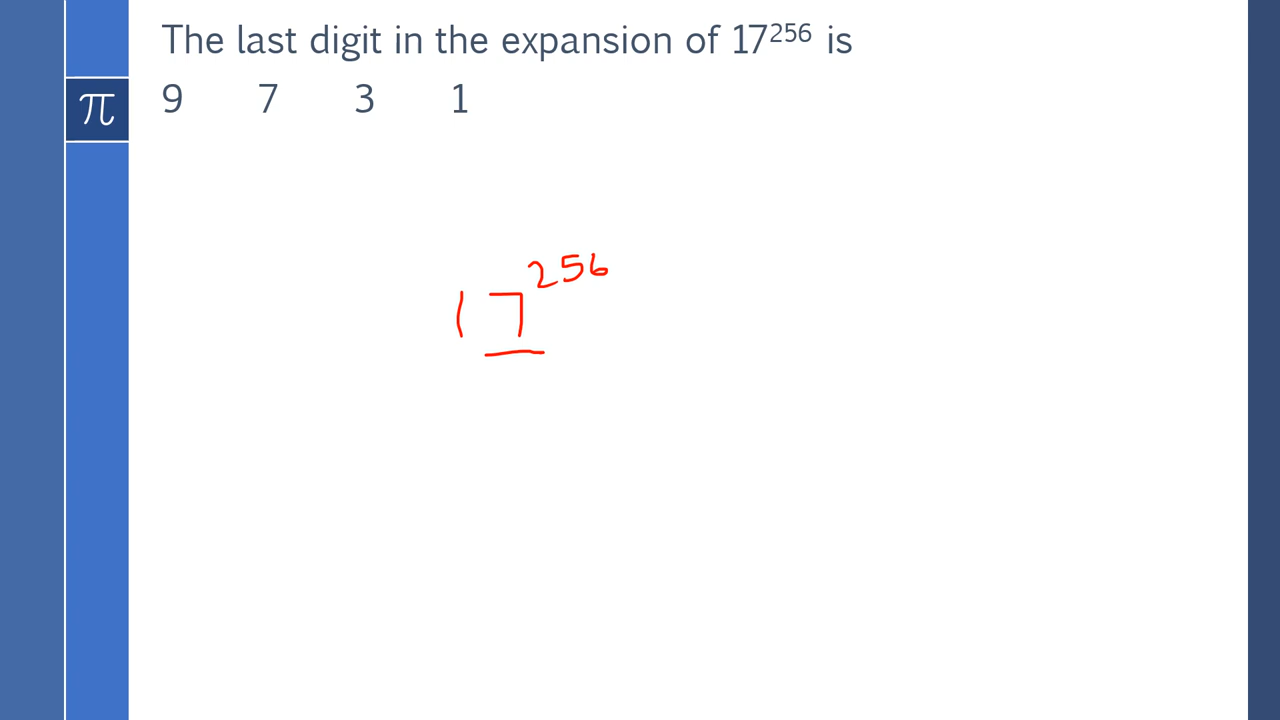 The last digit in the expansion of 17²⁵⁶ is
π
9 7 3 1
17²⁵⁶